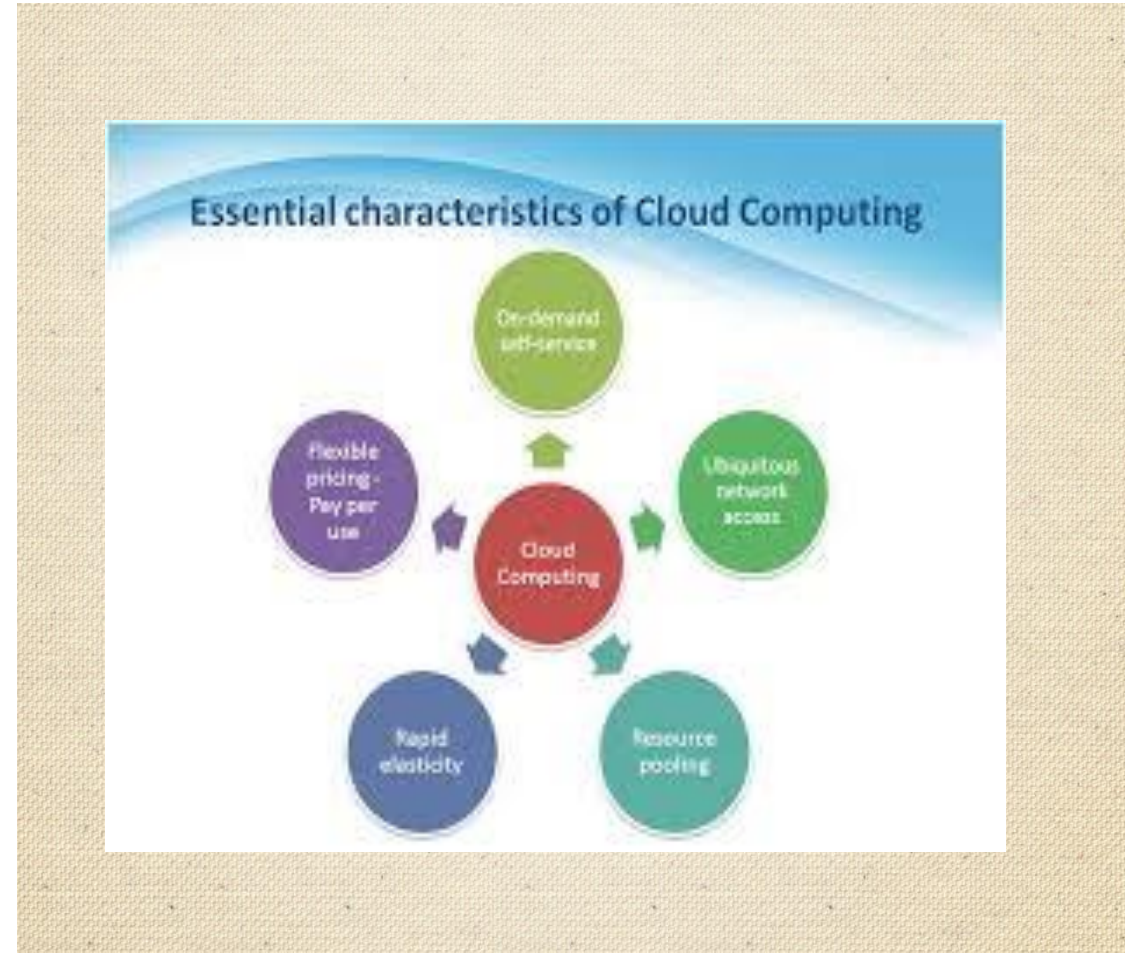 Essential characteristics of Cloud Computing
On-demand
self-service
Flexible
pricing -
Pay per
use
Ubiquitous
network
access
Cloud
Computing
Rapid
elasticity
Resource
pooling